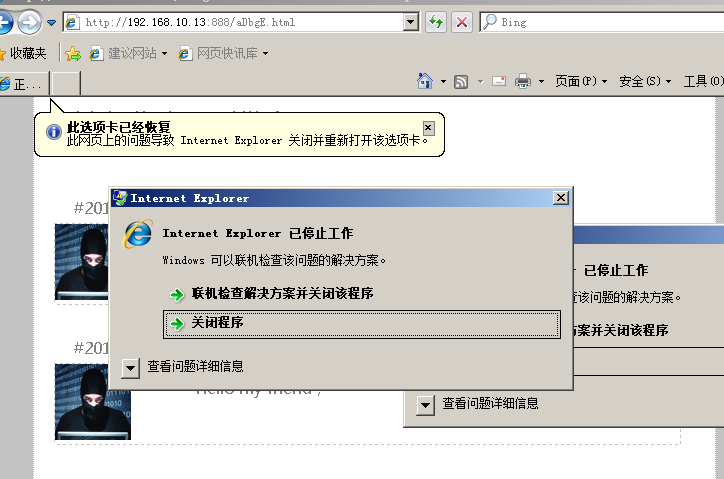 http://192.168.10.13:888/aDbgE.html
Bing
收藏夹
建议网站
网页快讯库
正...
页面(P)
安全(S)
工具(O)
此选项卡已经恢复
此网页上的问题导致 Internet Explorer 关闭并重新打开该选项卡。
#201
Internet Explorer
Internet Explorer 已停止工作
Windows 可以联机检查该问题的解决方案。
联机检查解决方案并关闭该程序
关闭程序
查看问题详细信息
已停止工作
该问题的解决方案。
方案并关闭该程序
查看问题详细信息
#201
Hello my friend ,